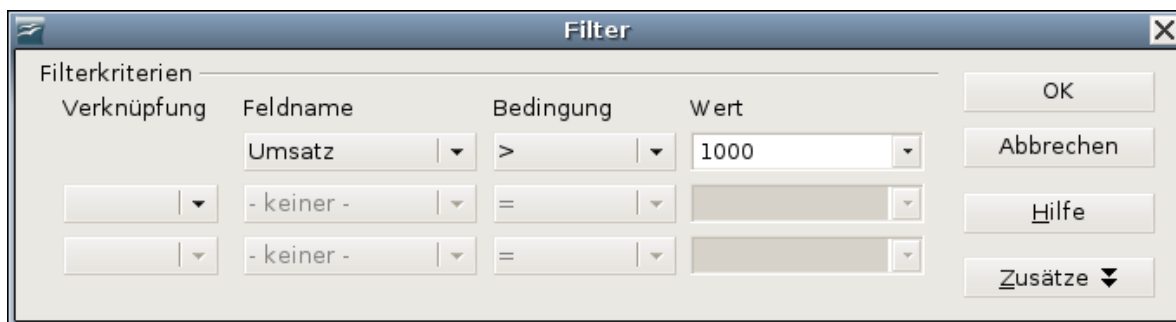 Filter
Filterkriterien
Verknüpfung Feldname Bedingung Wert
Umsatz > 1000
- keiner - =
- keiner - =
OK
Abbrechen
Hilfe
Zusätze